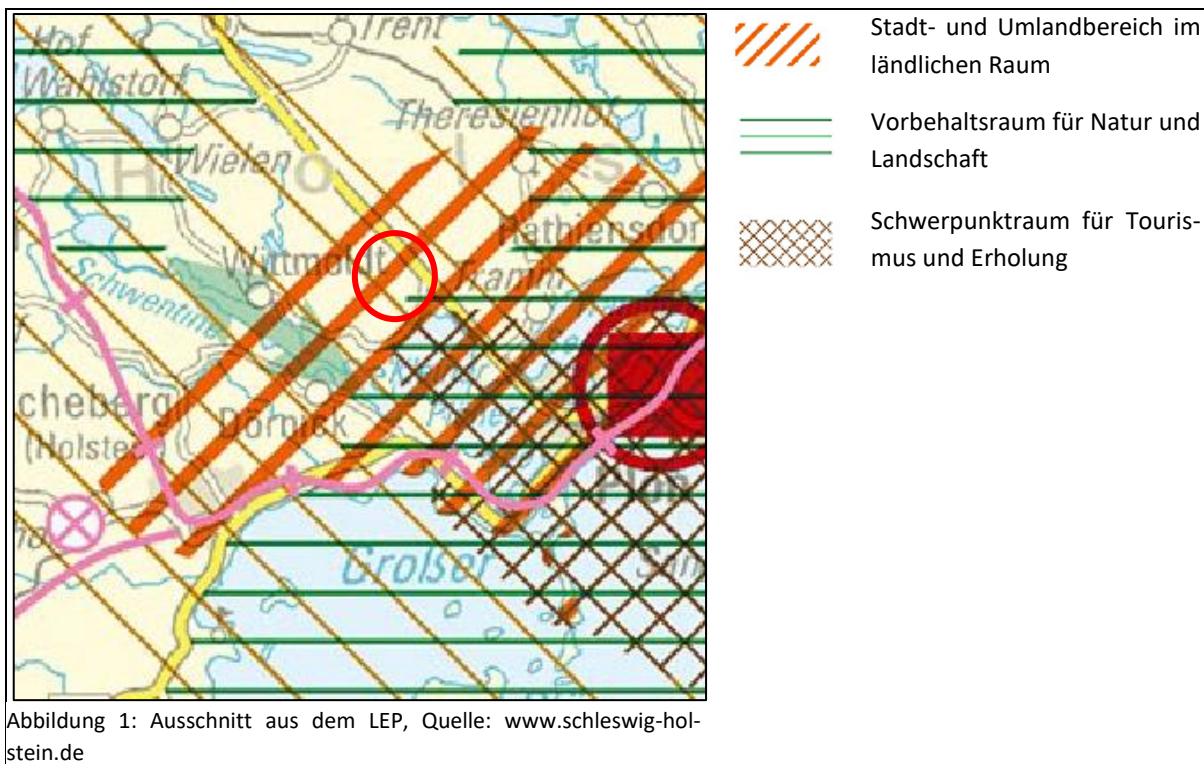 Hof
Trent
Wahlstorf
Theresienhof
Wielen
H o l s
Rathjensdor
Wittmoldt
Tramm
Schwentine
cheberg
(Holstein)
Dörnick
Plöner
Plön
Großer
Stadt- und Umlandbereich im
ländlichen Raum
Vorbehaltsraum für Natur und
Landschaft
Schwerpunktraum für Touris-
mus und Erholung
Abbildung 1: Ausschnitt aus dem LEP, Quelle: www.schleswig-hol-
stein.de